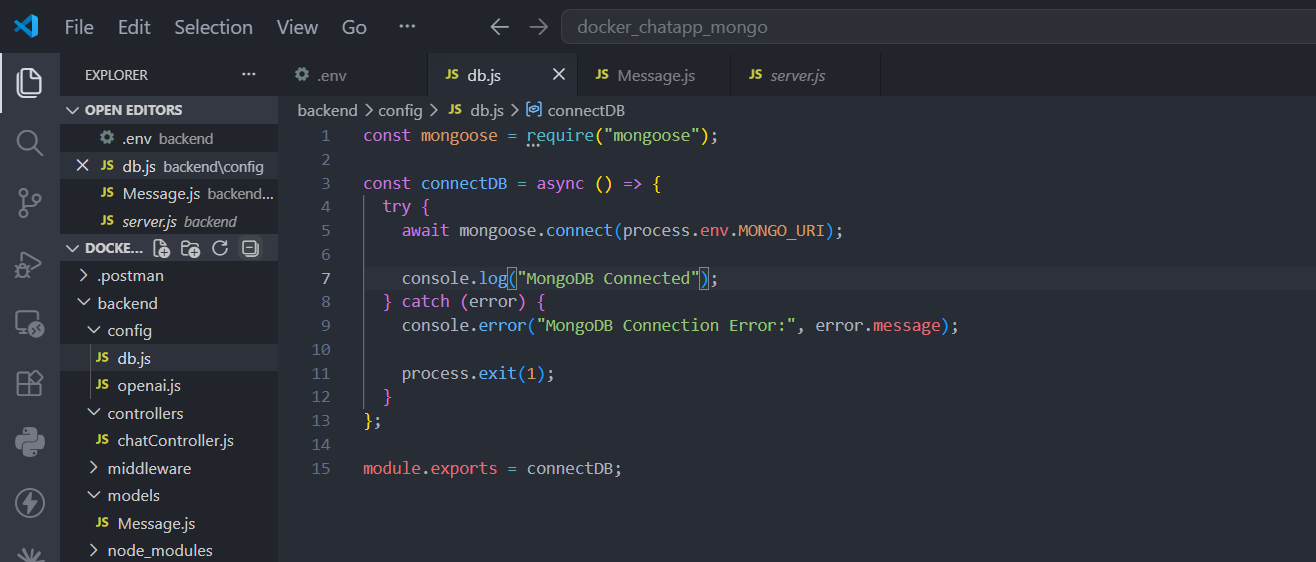 File Edit Selection View Go ··· docker_chatapp_mongo
EXPLORER ···
.env
JS db.js
JS Message.js
JS server.js
OPEN EDITORS
.env backend
JS db.js backend\config
JS Message.js backend...
JS server.js backend
DOCKE...
.postman
backend
config
JS db.js
JS openai.js
controllers
JS chatController.js
middleware
models
JS Message.js
node_modules
backend > config > JS db.js > connectDB
1 const mongoose = require("mongoose");
2
3 const connectDB = async () => {
4 try {
5 await mongoose.connect(process.env.MONGO_URI);
6
7 console.log("MongoDB Connected");
8 } catch (error) {
9 console.error("MongoDB Connection Error:", error.message);
10
11 process.exit(1);
12 }
13 };
14
15 module.exports = connectDB;